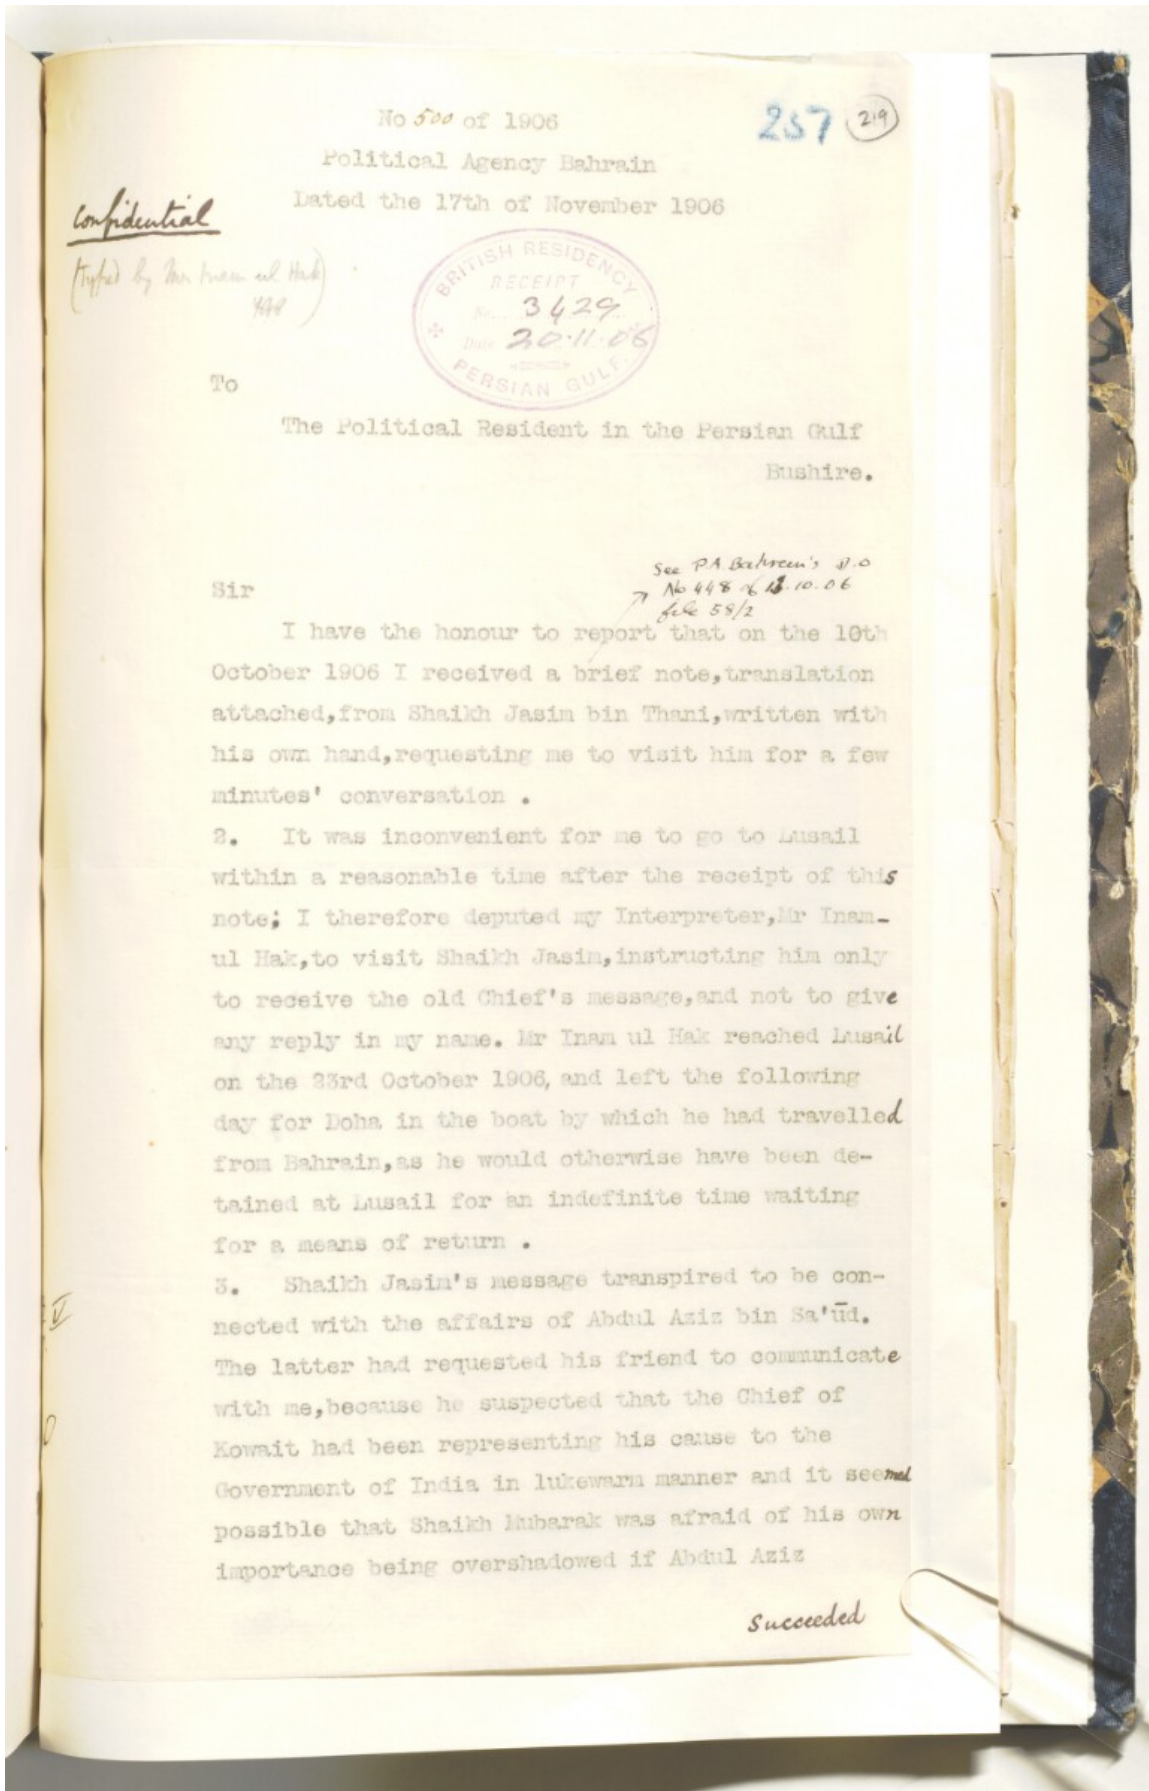 No 500 of 1906
257
219
Political Agency Bahrain
Dated the 17th of November 1906
Confidential
(typed by Mr Inam ul Hak)
BRITISH RESIDENCY
RECEIPT
No. 3429
Date 20.11.06
PERSIAN GULF.
To
The Political Resident in the Persian Gulf
Bushire.
See P.A. Bahrein's D.O
No 448 of 13.10.06
file 58/2
Sir
I have the honour to report that on the 10th
October 1906 I received a brief note,translation
attached,from Shaikh Jasim bin Thani,written with
his own hand,requesting me to visit him for a few
minutes' conversation .
2. It was inconvenient for me to go to Lusail
within a reasonable time after the receipt of this
note; I therefore deputed my Interpreter,Mr Inam-
ul Hak,to visit Shaikh Jasim,instructing him only
to receive the old Chief's message,and not to give
any reply in my name. Mr Inam ul Hak reached Lusail
on the 23rd October 1906, and left the following
day for Doha in the boat by which he had travelled
from Bahrain,as he would otherwise have been de-
tained at Lusail for an indefinite time waiting
for a means of return .
3. Shaikh Jasim's message transpired to be con-
nected with the affairs of Abdul Aziz bin Sa'ūd.
The latter had requested his friend to communicate
with me,because he suspected that the Chief of
Kowait had been representing his cause to the
Government of India in lukewarm manner and it seemed
possible that Shaikh Mubarak was afraid of his own
importance being overshadowed if Abdul Aziz
Succeeded